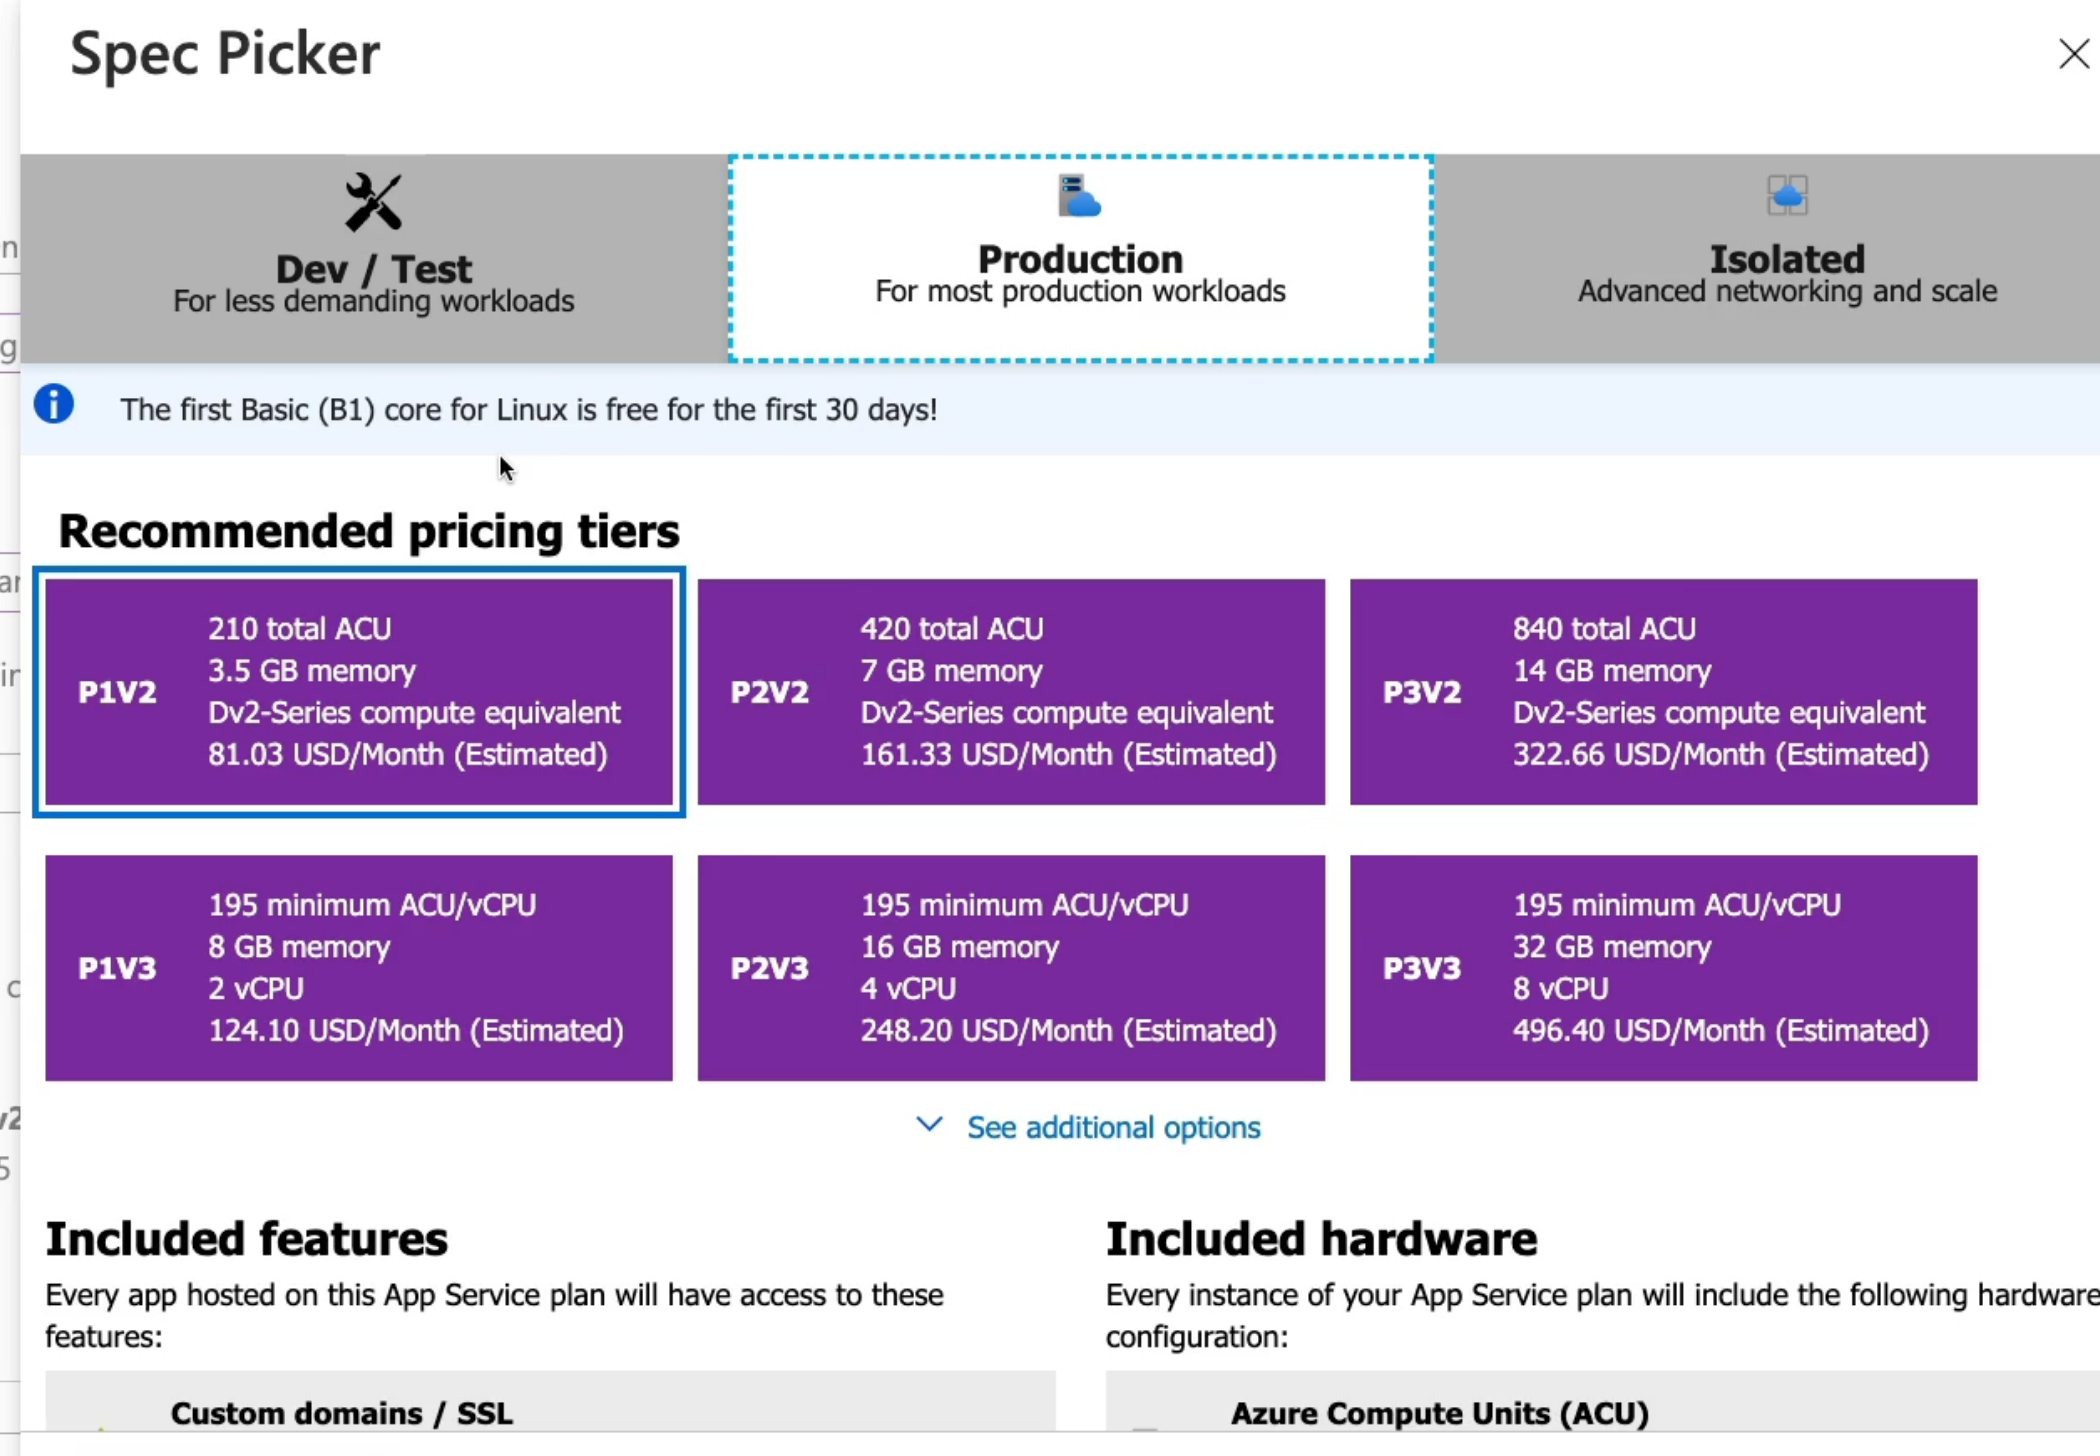 Spec Picker
Dev / Test
For less demanding workloads
Production
For most production workloads
Isolated
Advanced networking and scale
The first Basic (B1) core for Linux is free for the first 30 days!
Recommended pricing tiers
P1V2
210 total ACU
3.5 GB memory
Dv2-Series compute equivalent
81.03 USD/Month (Estimated)
P2V2
420 total ACU
7 GB memory
Dv2-Series compute equivalent
161.33 USD/Month (Estimated)
P3V2
840 total ACU
14 GB memory
Dv2-Series compute equivalent
322.66 USD/Month (Estimated)
P1V3
195 minimum ACU/vCPU
8 GB memory
2 vCPU
124.10 USD/Month (Estimated)
P2V3
195 minimum ACU/vCPU
16 GB memory
4 vCPU
248.20 USD/Month (Estimated)
P3V3
195 minimum ACU/vCPU
32 GB memory
8 vCPU
496.40 USD/Month (Estimated)
See additional options
Included features
Every app hosted on this App Service plan will have access to these
features:
Custom domains / SSL
Included hardware
Every instance of your App Service plan will include the following hardware
configuration:
Azure Compute Units (ACU)